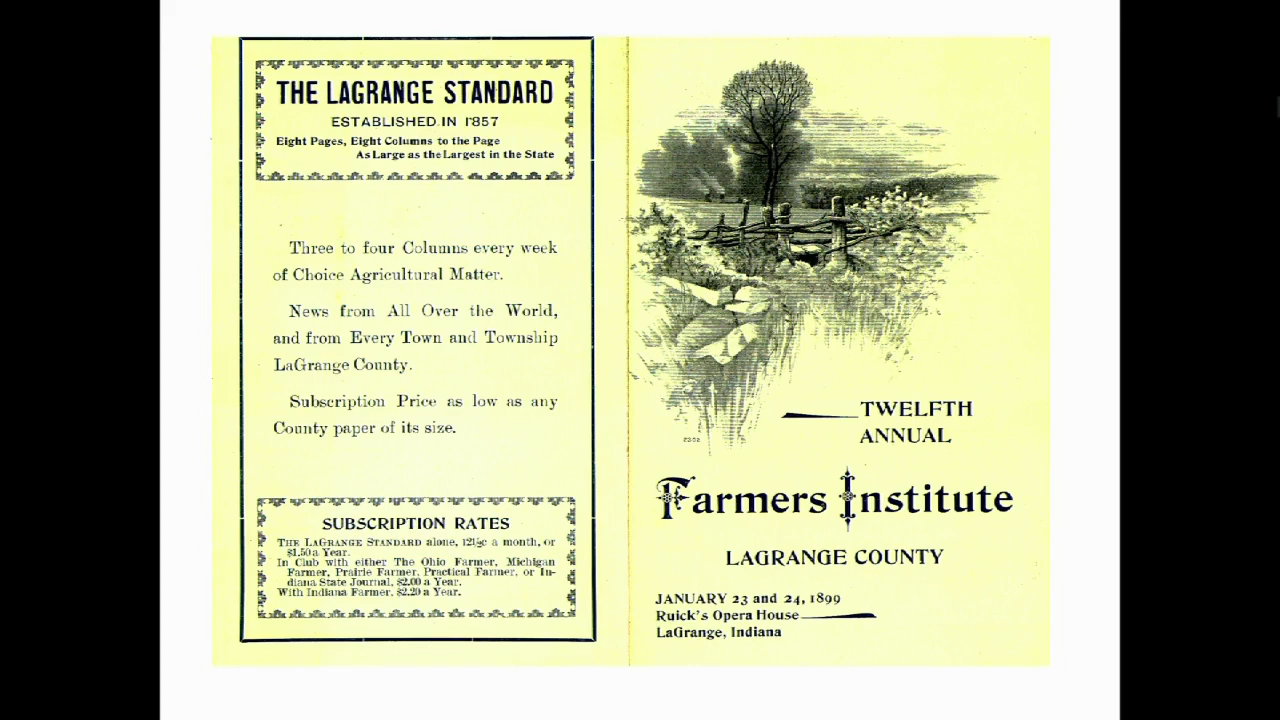 THE LAGRANGE STANDARD
ESTABLISHED IN 1857
Eight Pages, Eight Columns to the Page
As Large as the Largest in the State
Three to four Columns every week
of Choice Agricultural Matter.
News from All Over the World,
and from Every Town and Township
LaGrange County.
Subscription Price as low as any
County paper of its size.
SUBSCRIPTION RATES
THE LAGRANGE STANDARD alone, 12½c a month, or
$1.50 a Year.
In Club with either The Ohio Farmer, Michigan
Farmer, Prairie Farmer, Practical Farmer, or In-
diana State Journal, $2.00 a Year.
With Indiana Farmer, $2.20 a Year.
2302
TWELFTH
ANNUAL
Farmers Institute
LAGRANGE COUNTY
JANUARY 23 and 24, 1899
Ruick's Opera House
LaGrange, Indiana